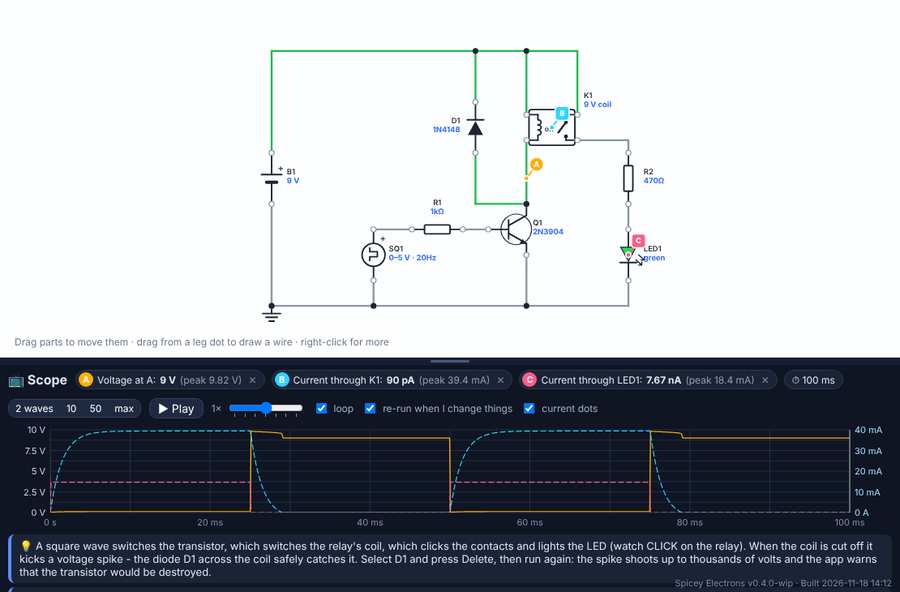 K1
9 V coil
B
D1
1N4148
A
B1
9 V
R2
470Ω
R1
1kΩ
Q1
2N3904
SQ1
0–5 V · 20Hz
C
LED1
green
Drag parts to move them · drag from a leg dot to draw a wire · right-click for more
Scope
A Voltage at A: 9 V (peak 9.82 V) ×
B Current through K1: 90 pA (peak 39.4 mA) ×
C Current through LED1: 7.67 nA (peak 18.4 mA) ×
100 ms
2 waves 10 50 max
Play
1×
loop
re-run when I change things
current dots
10 V
7.5 V
5 V
2.5 V
0 V
40 mA
30 mA
20 mA
10 mA
0 A
0 s 20 ms 40 ms 60 ms 80 ms 100 ms
A square wave switches the transistor, which switches the relay's coil, which clicks the contacts and lights the LED (watch CLICK on the relay). When the coil is cut off it
kicks a voltage spike - the diode D1 across the coil safely catches it. Select D1 and press Delete, then run again: the spike shoots up to thousands of volts and the app warns
that the transistor would be destroyed.
Spicey Electrons v0.4.0-wip · Built 2026-11-18 14:12